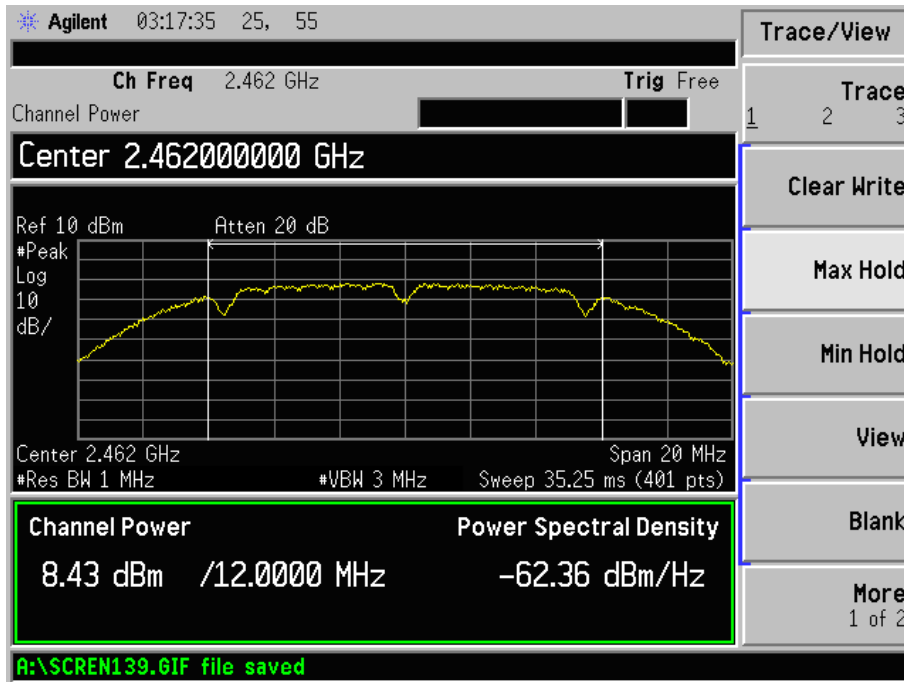 Agilent 03:17:35 25, 55
Trace/View
Ch Freq 2.462 GHz Trig Free
Channel Power
Center 2.462000000 GHz
Ref 10 dBm Atten 20 dB
#Peak
Log
10
dB/
Center 2.462 GHz Span 20 MHz
#Res BW 1 MHz #VBW 3 MHz Sweep 35.25 ms (401 pts)
Channel Power Power Spectral Density
8.43 dBm /12.0000 MHz -62.36 dBm/Hz
A:\SCREN139.GIF file saved
Trace
1 2 3
Clear Write
Max Hold
Min Hold
View
Blank
More
1 of 2